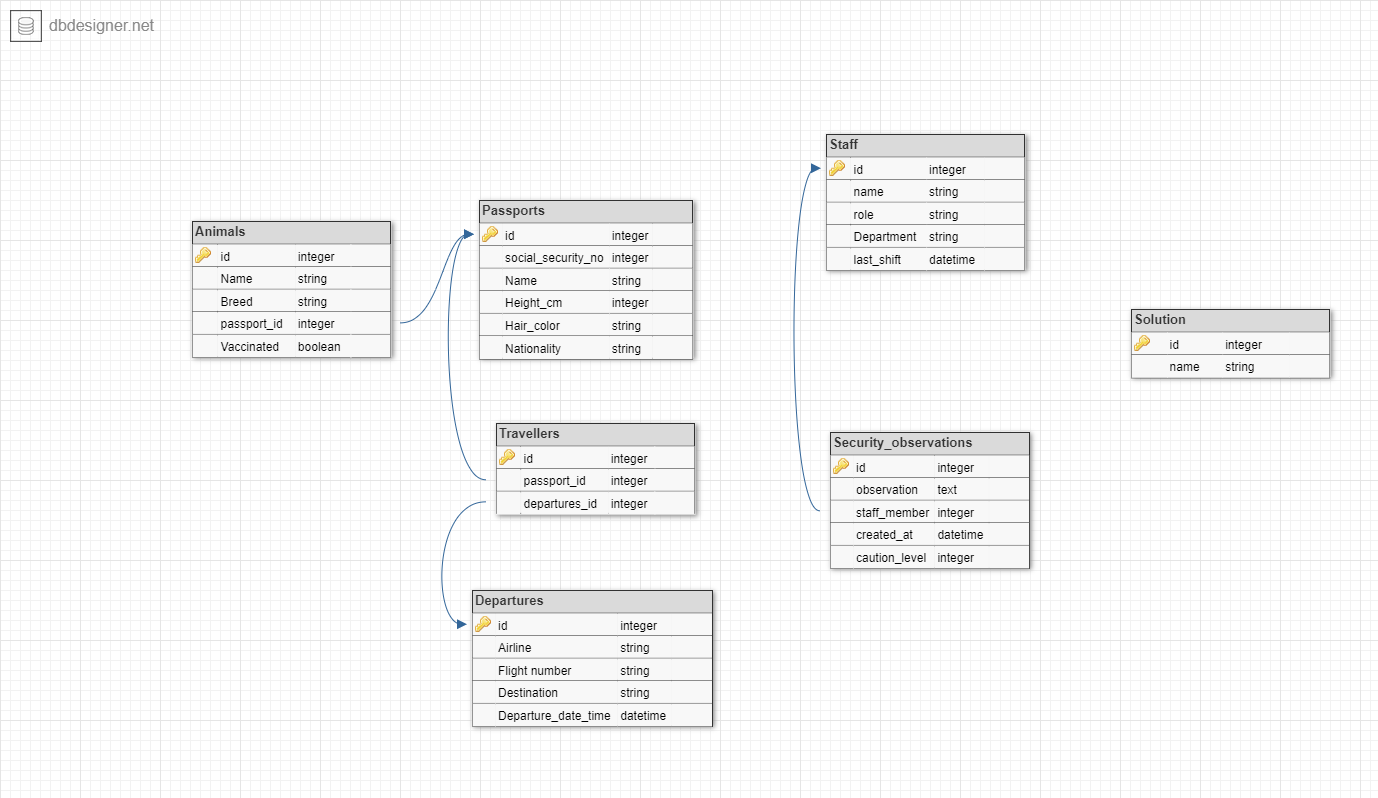 dbdesigner.net
Animals
id integer
Name string
Breed string
passport_id integer
Vaccinated boolean
Passports
id integer
social_security_no integer
Name string
Height_cm integer
Hair_color string
Nationality string
Travellers
id integer
passport_id integer
departures_id integer
Departures
id integer
Airline string
Flight number string
Destination string
Departure_date_time datetime
Staff
id integer
name string
role string
Department string
last_shift datetime
Security_observations
id integer
observation text
staff_member integer
created_at datetime
caution_level integer
Solution
id integer
name string